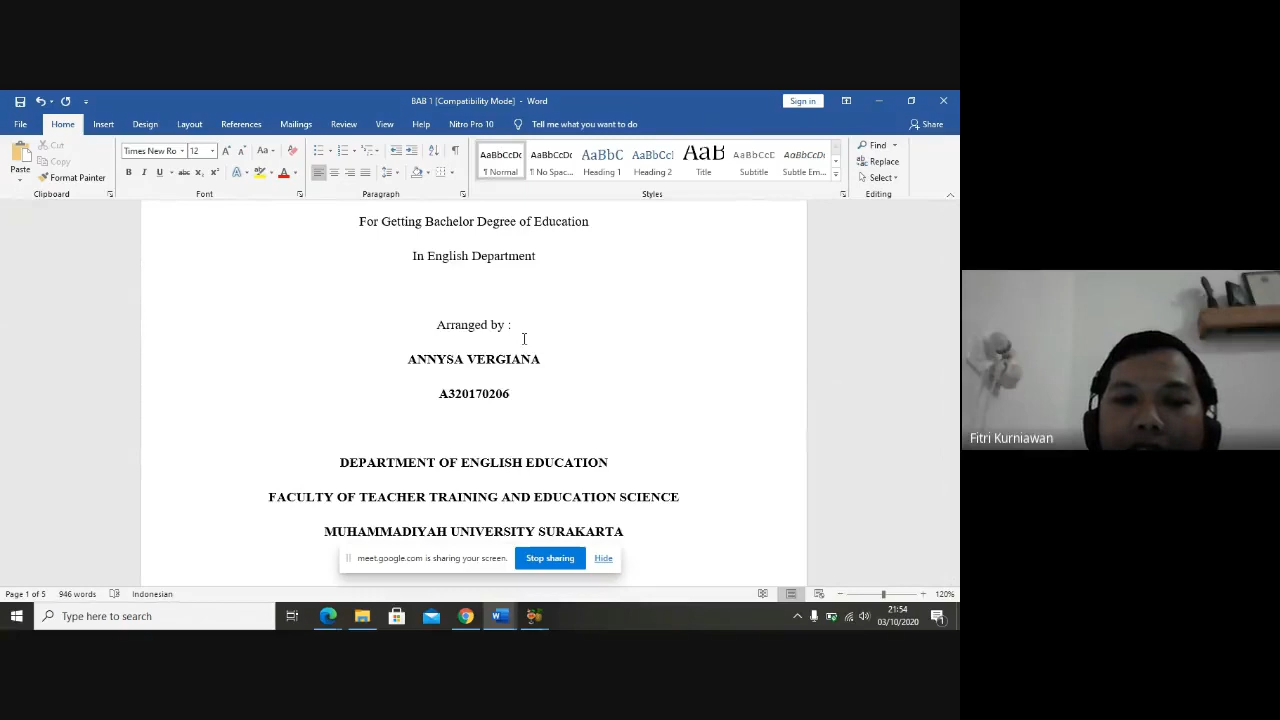 BAB 1 [Compatibility Mode] - Word
Sign in
File Home Insert Design Layout References Mailings Review View Help Nitro Pro 10 Tell me what you want to do Share
Paste
Cut
Copy
Format Painter
Clipboard
Times New Ro 12
Font
Paragraph
AaBbCcDc AaBbCcDc AaBbC AaBbCcI AaB AaBbCcD AaBbCcD
¶ Normal ¶ No Spac... Heading 1 Heading 2 Title Subtitle Subtle Em...
Styles
Find
Replace
Select
Editing
For Getting Bachelor Degree of Education
In English Department
Arranged by :
ANNYSA VERGIANA
A320170206
DEPARTMENT OF ENGLISH EDUCATION
FACULTY OF TEACHER TRAINING AND EDUCATION SCIENCE
MUHAMMADIYAH UNIVERSITY SURAKARTA
meet.google.com is sharing your screen. Stop sharing Hide
Page 1 of 5 946 words Indonesian 120%
Type here to search
21:54
03/10/2020
Fitri Kurniawan